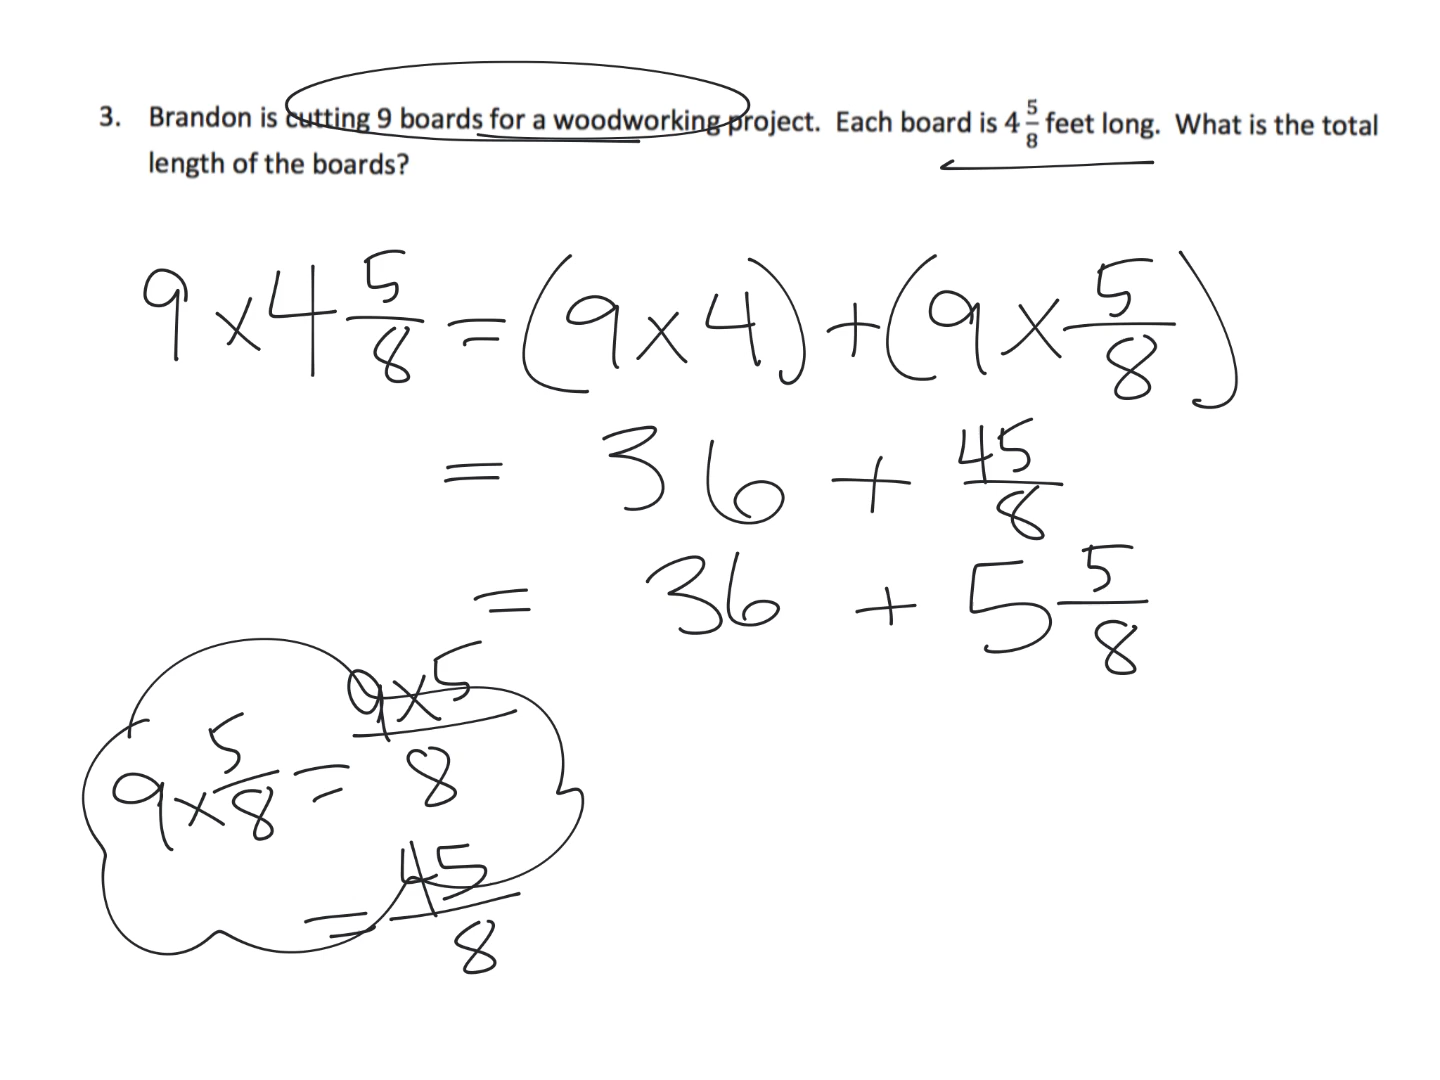 3. Brandon is cutting 9 boards for a woodworking project. Each board is 4 5/8 feet long. What is the total
length of the boards?
9 x 4 5/8 = (9 x 4) + (9 x 5/8)
= 36 + 45/8
= 36 + 5 5/8
9 x 5/8 = 9x5/8
= 45/8